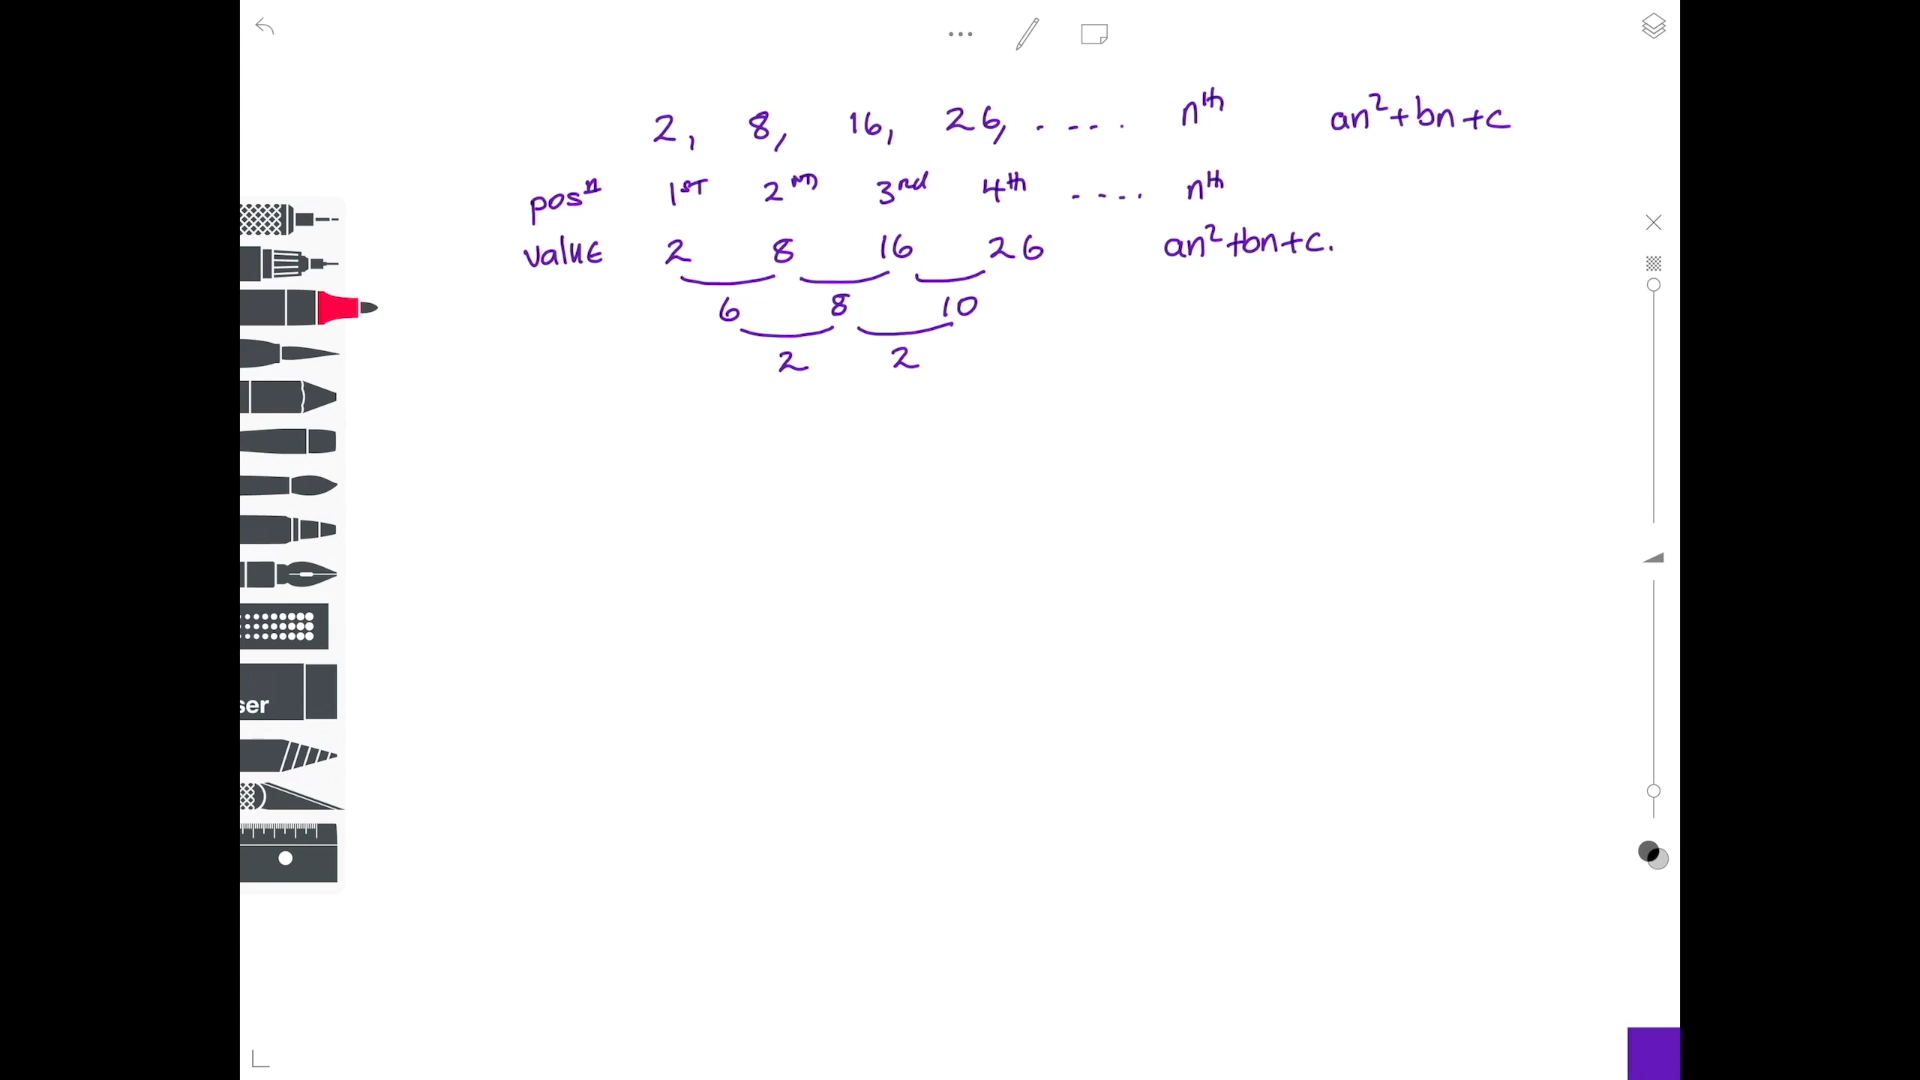 2, 8, 16, 26, ..... nᵗʰ an²+bn+c
posⁿ 1ˢᵀ 2ᴺᴰ 3ʳᵈ 4ᵗʰ .... nᵗʰ
value 2 8 16 26 an²+bn+c.
6 8 10
2 2
ser